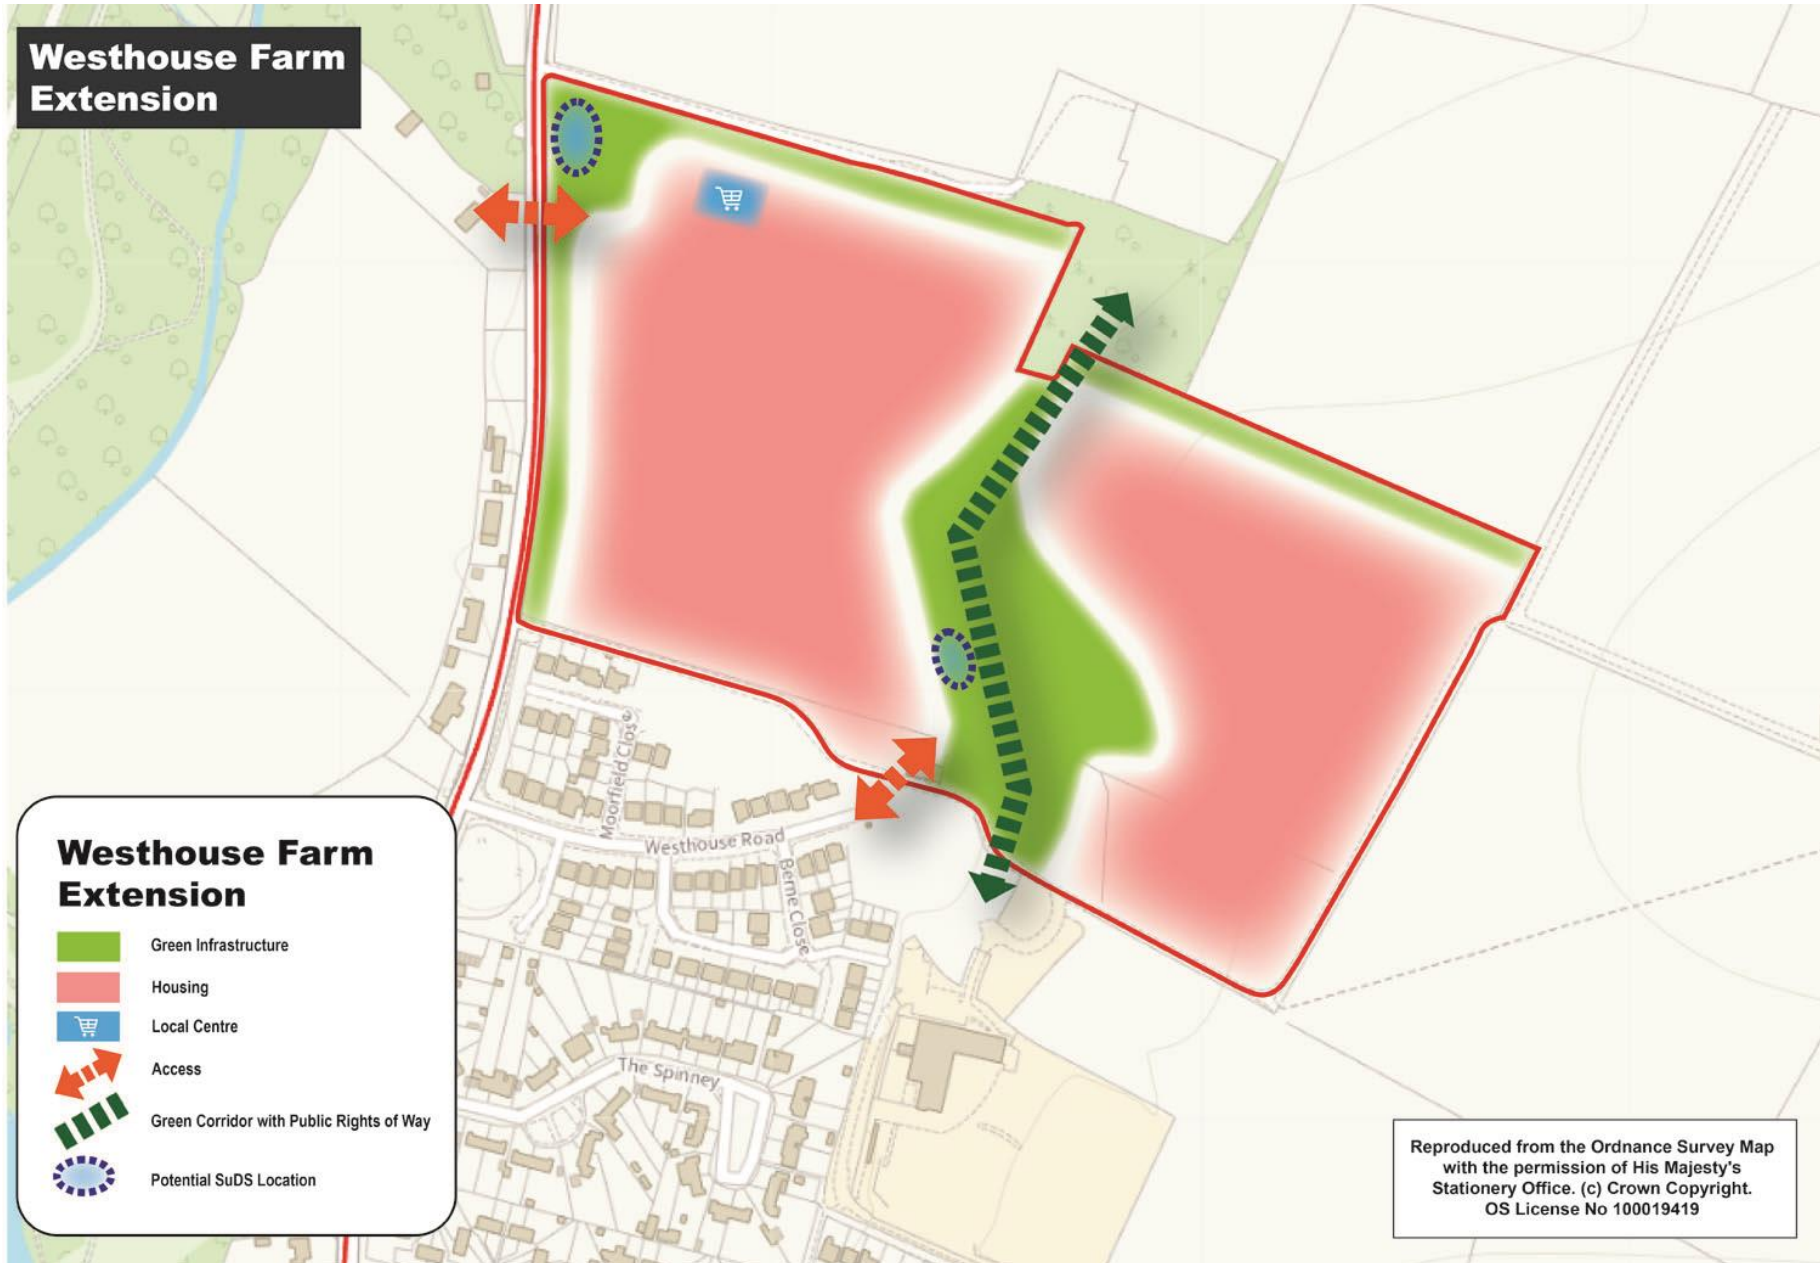 Westhouse Farm
Extension
Moorfield Close
Westhouse Road
Berne Close
The Spinney
Westhouse Farm
Extension
Green Infrastructure
Housing
Local Centre
Access
Green Corridor with Public Rights of Way
Potential SuDS Location
Reproduced from the Ordnance Survey Map
with the permission of His Majesty's
Stationery Office. (c) Crown Copyright.
OS License No 100019419